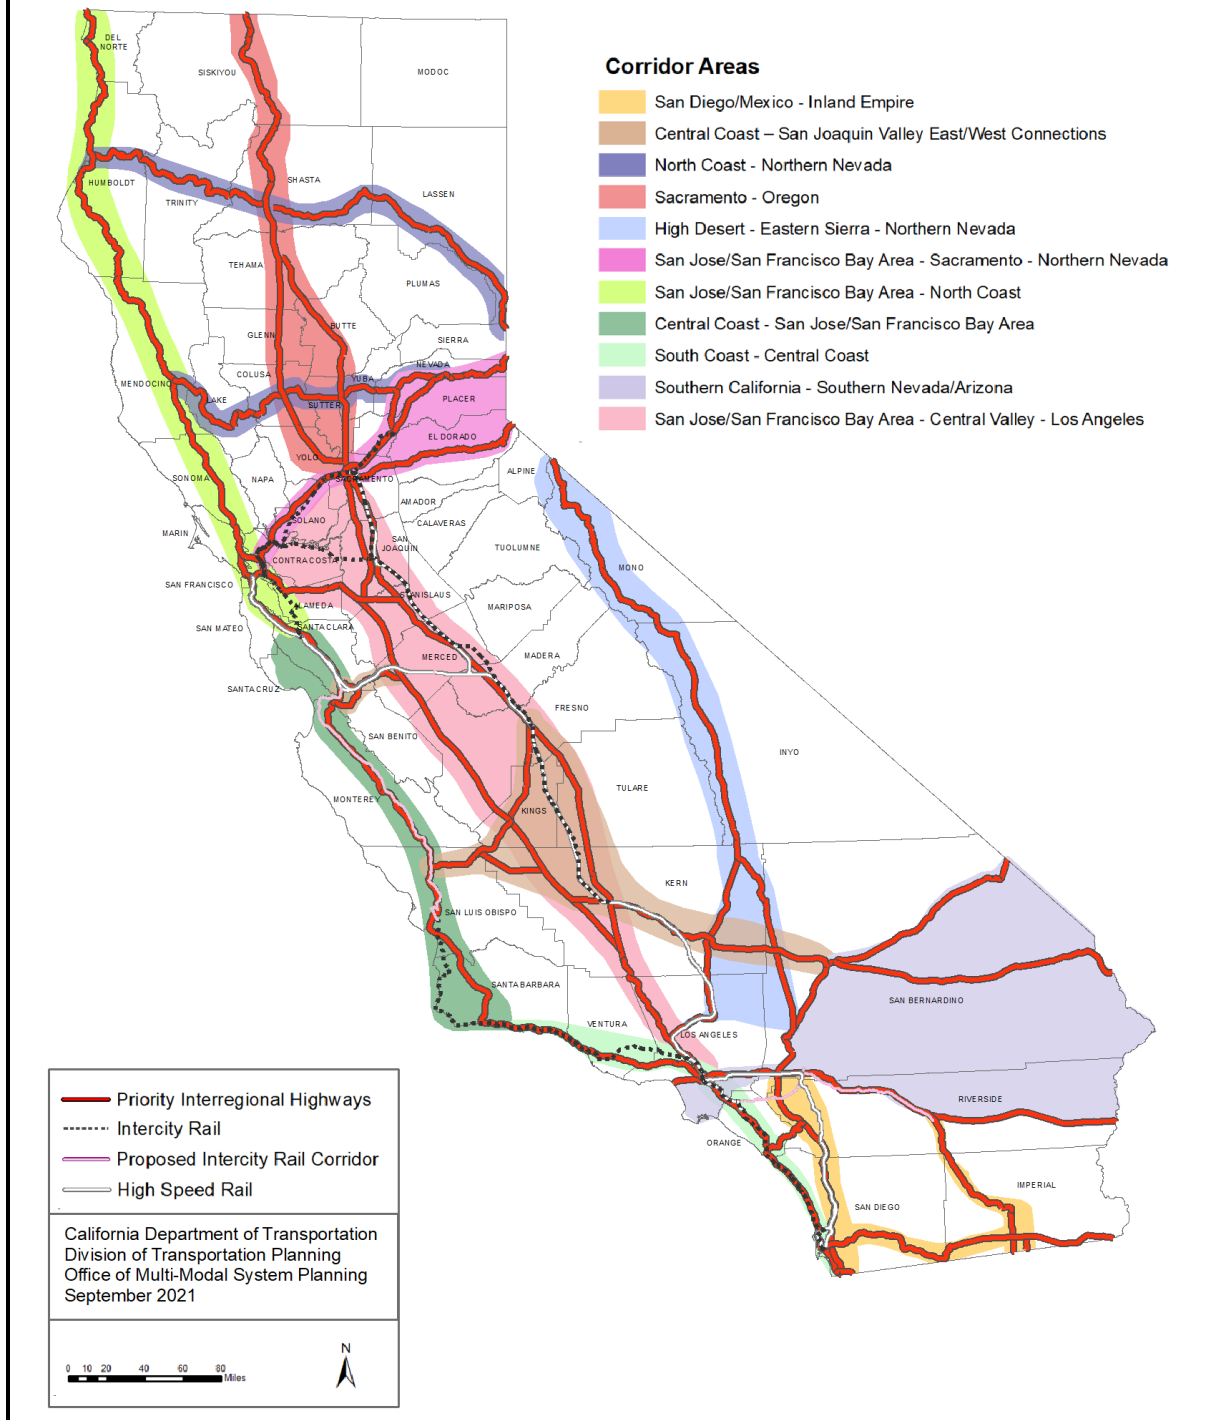 Corridor Areas
San Diego/Mexico - Inland Empire
Central Coast – San Joaquin Valley East/West Connections
North Coast - Northern Nevada
Sacramento - Oregon
High Desert - Eastern Sierra - Northern Nevada
San Jose/San Francisco Bay Area - Sacramento - Northern Nevada
San Jose/San Francisco Bay Area - North Coast
Central Coast - San Jose/San Francisco Bay Area
South Coast - Central Coast
Southern California - Southern Nevada/Arizona
San Jose/San Francisco Bay Area - Central Valley - Los Angeles
DEL
NORTE
SISKIYOU
MODOC
HUMBOLDT
TRINITY
SHASTA
LASSEN
TEHAMA
PLUMAS
GLENN
BUTTE
SIERRA
MENDOCINO
LAKE
COLUSA
SUTTER
YUBA
NEVADA
PLACER
EL DORADO
YOLO
SONOMA
NAPA
SACRAMENTO
ALPINE
AMADOR
SOLANO
CALAVERAS
MARIN
CONTRA COSTA
SAN
JOAQUIN
TUOLUMNE
MONO
SAN FRANCISCO
ALAMEDA
STANISLAUS
MARIPOSA
SAN MATEO
SANTA CLARA
MERCED
MADERA
SANTA CRUZ
SAN BENITO
FRESNO
INYO
MONTEREY
KINGS
TULARE
KERN
SAN LUIS OBISPO
SANTA BARBARA
SAN BERNARDINO
VENTURA
LOS ANGELES
RIVERSIDE
ORANGE
IMPERIAL
SAN DIEGO
Priority Interregional Highways
Intercity Rail
Proposed Intercity Rail Corridor
High Speed Rail
California Department of Transportation
Division of Transportation Planning
Office of Multi-Modal System Planning
September 2021
N
0 10 20 40 60 80
Miles